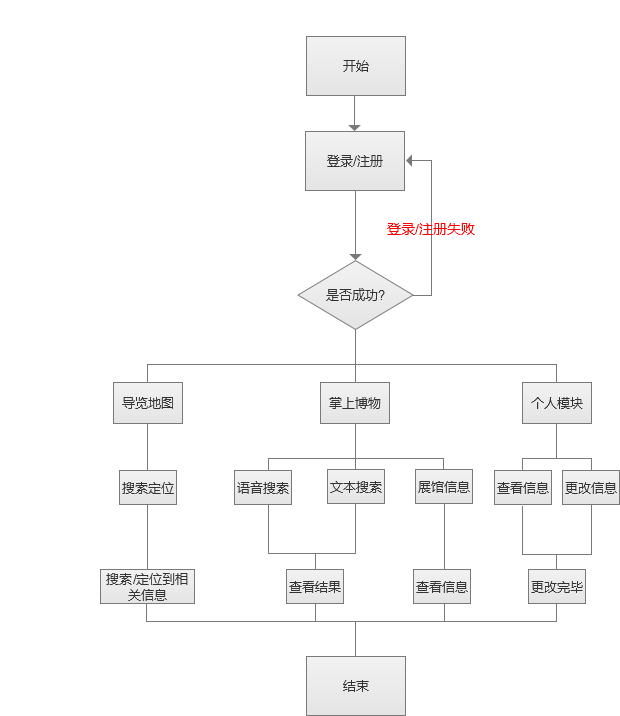 开始
登录/注册
登录/注册失败
是否成功?
导览地图
掌上博物
个人模块
搜索定位
语音搜索
文本搜索
展馆信息
查看信息
更改信息
搜索/定位到相
关信息
查看结果
查看信息
更改完毕
结束